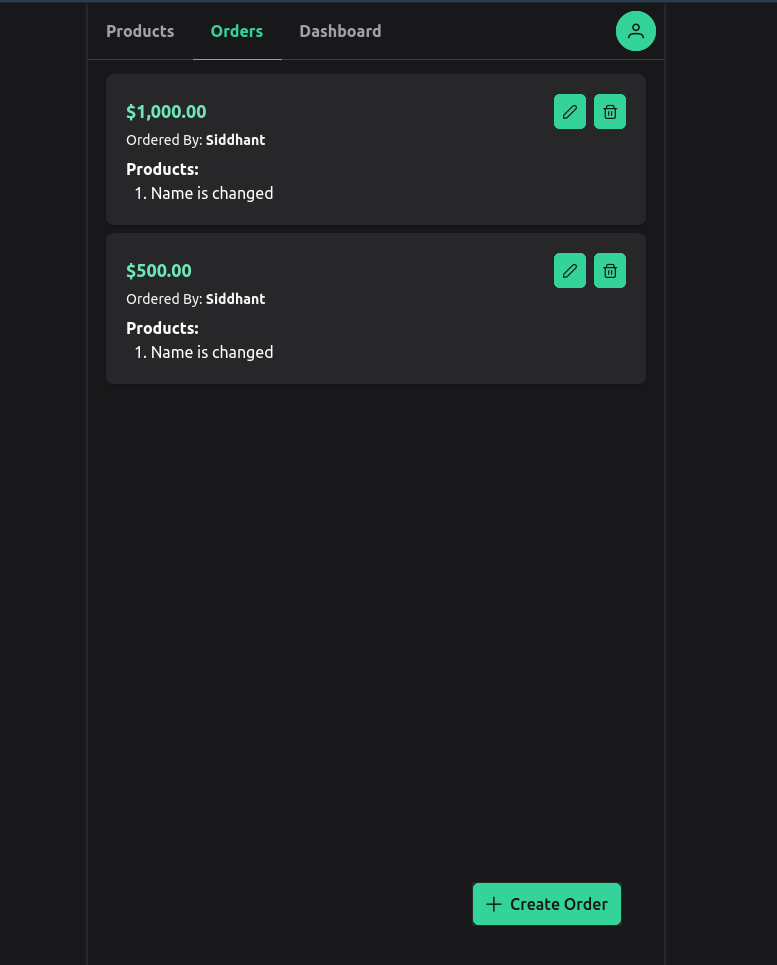 Products Orders Dashboard
$1,000.00
Ordered By: Siddhant
Products:
1. Name is changed
$500.00
Ordered By: Siddhant
Products:
1. Name is changed
Create Order